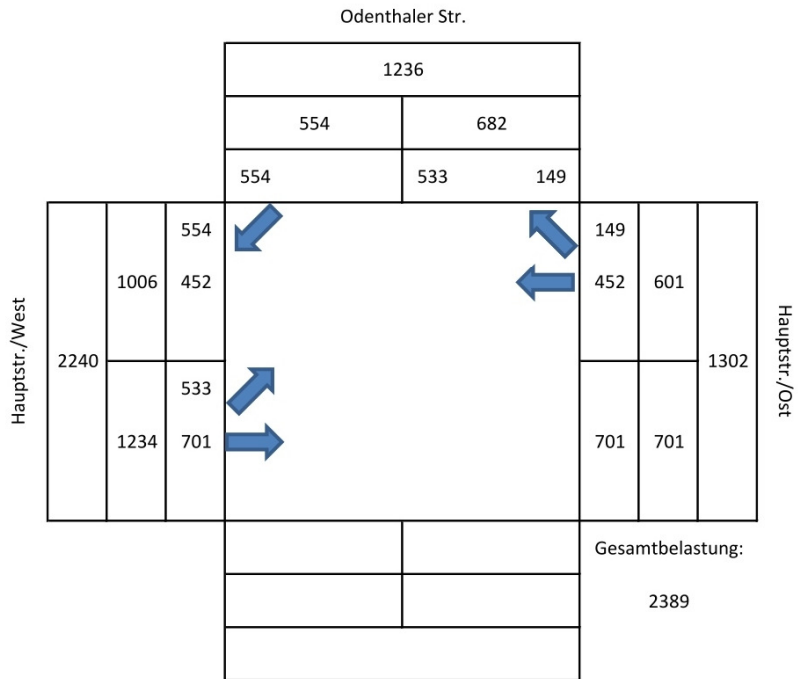 Odenthaler Str.
1236
554 682
554 533 149
554 149
1006 452 452 601
Hauptstr./West 2240 1302 Hauptstr./Ost
533
1234 701 701 701
Gesamtbelastung:
2389